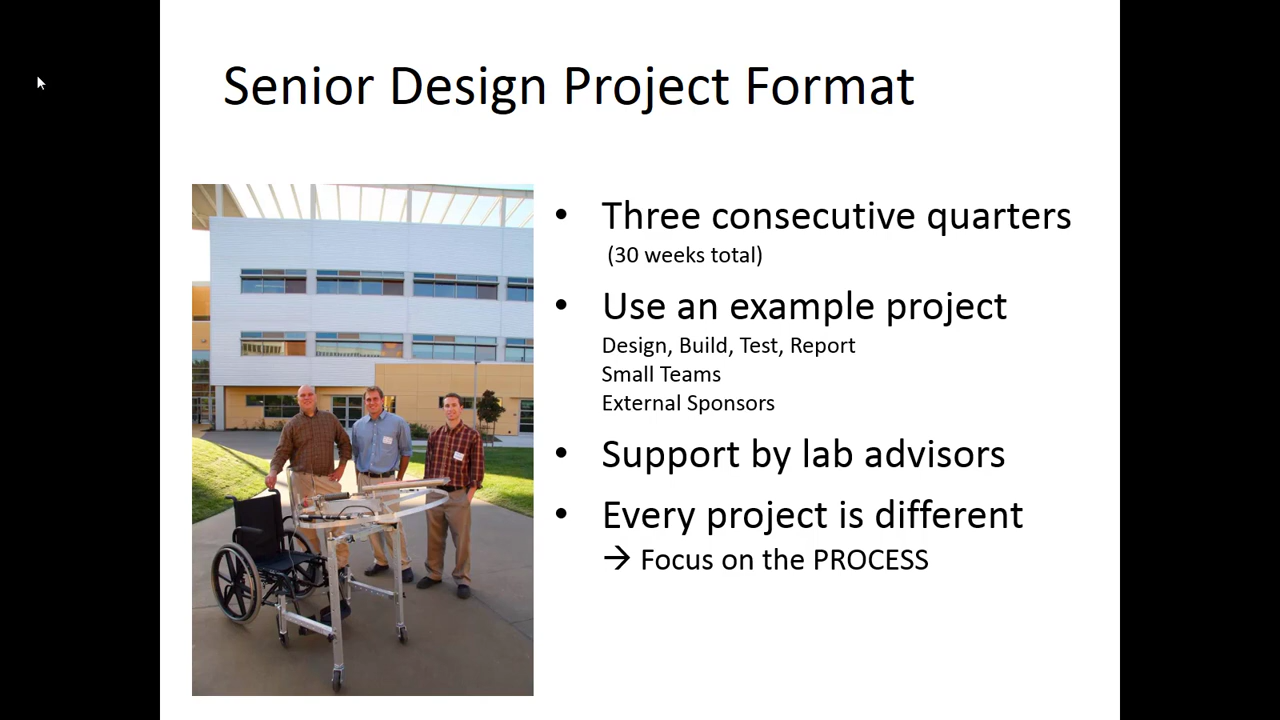 Senior Design Project Format
• Three consecutive quarters
(30 weeks total)
• Use an example project
Design, Build, Test, Report
Small Teams
External Sponsors
• Support by lab advisors
• Every project is different
→ Focus on the PROCESS